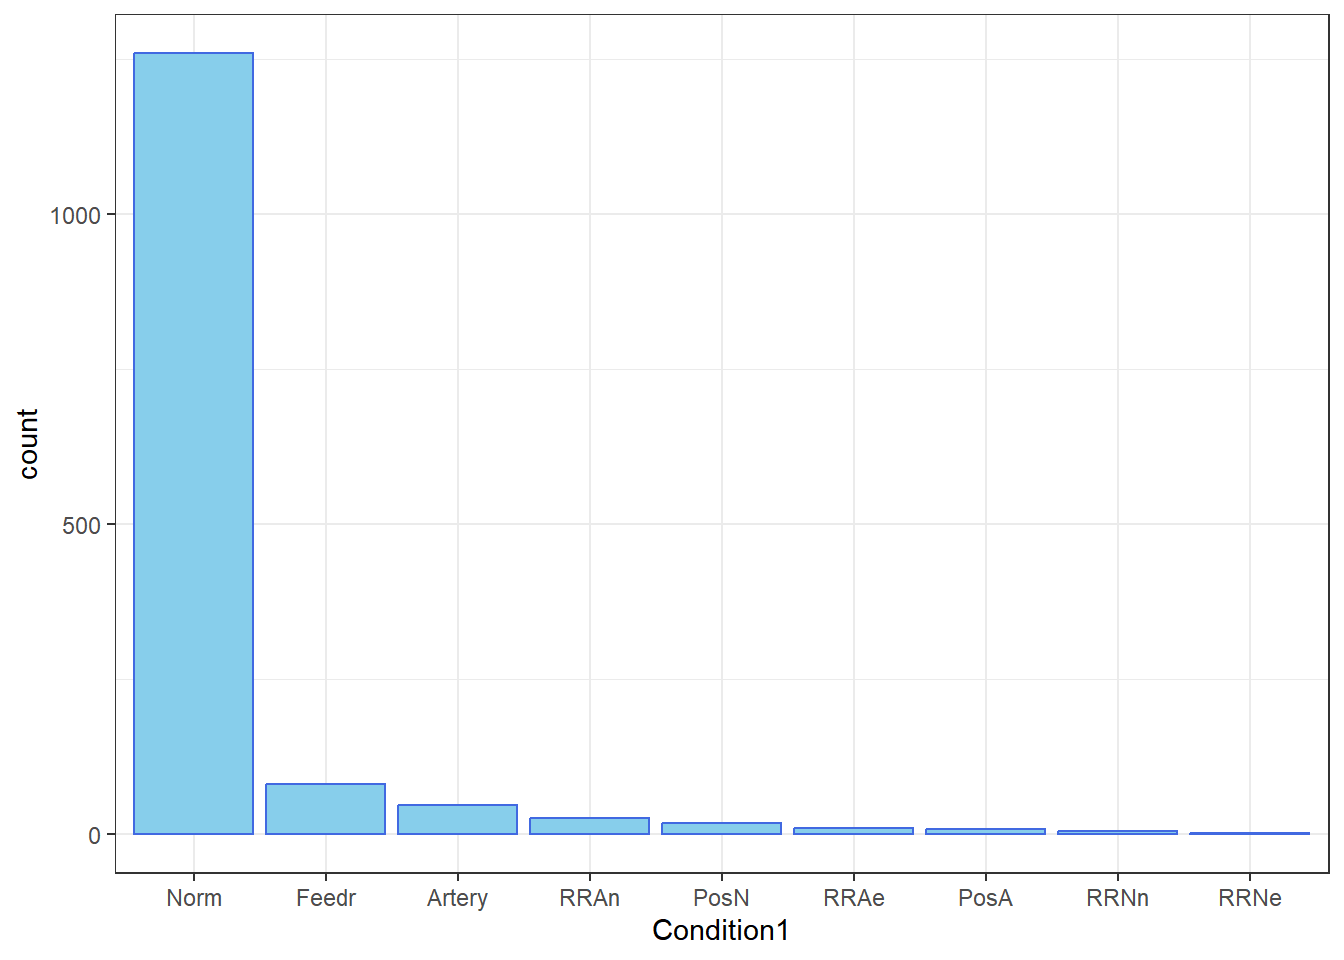 count
1000
500
0
Norm Feedr Artery RRAn PosN RRAe PosA RRNn RRNe
Condition1